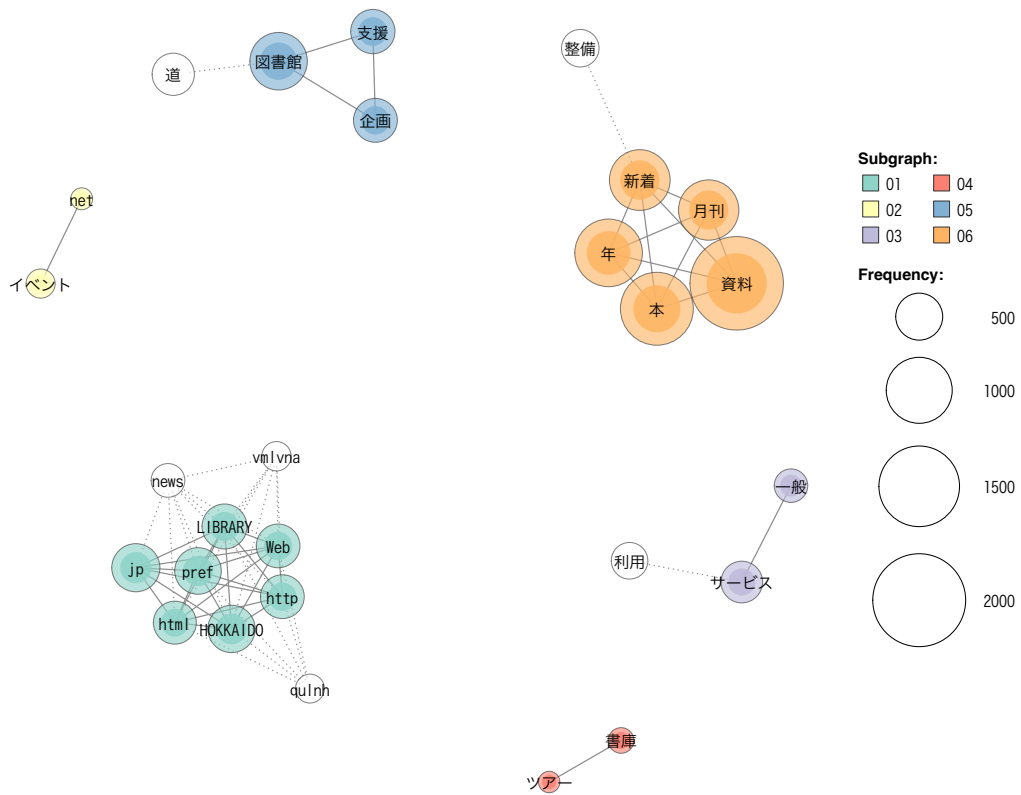 支援
図書館
道
企画
net
イベント
整備
新着
月刊
年
資料
本
Subgraph:
01 04
02 05
03 06
Frequency:
500
1000
1500
2000
vmlvna
news
LIBRARY
Web
jp
pref
http
html
HOKKAIDO
qulnh
一般
利用
サービス
書庫
ツアー